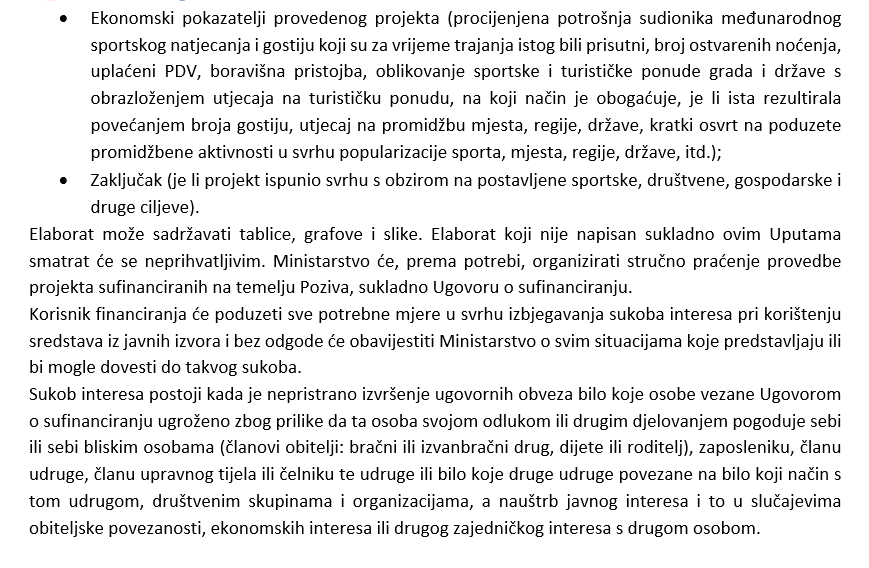 • Ekonomski pokazatelji provedenog projekta (procijenjena potrošnja sudionika međunarodnog
sportskog natjecanja i gostiju koji su za vrijeme trajanja istog bili prisutni, broj ostvarenih noćenja,
uplaćeni PDV, boravišna pristojba, oblikovanje sportske i turističke ponude grada i države s
obrazloženjem utjecaja na turističku ponudu, na koji način je obogaćuje, je li ista rezultirala
povećanjem broja gostiju, utjecaj na promidžbu mjesta, regije, države, kratki osvrt na poduzete
promidžbene aktivnosti u svrhu popularizacije sporta, mjesta, regije, države, itd.);
• Zaključak (je li projekt ispunio svrhu s obzirom na postavljene sportske, društvene, gospodarske i
druge ciljeve).
Elaborat može sadržavati tablice, grafove i slike. Elaborat koji nije napisan sukladno ovim Uputama
smatrat će se neprihvatljivim. Ministarstvo će, prema potrebi, organizirati stručno praćenje provedbe
projekta sufinanciranih na temelju Poziva, sukladno Ugovoru o sufinanciranju.
Korisnik financiranja će poduzeti sve potrebne mjere u svrhu izbjegavanja sukoba interesa pri korištenju
sredstava iz javnih izvora i bez odgode će obavijestiti Ministarstvo o svim situacijama koje predstavljaju ili
bi mogle dovesti do takvog sukoba.
Sukob interesa postoji kada je nepristrano izvršenje ugovornih obveza bilo koje osobe vezane Ugovorom
o sufinanciranju ugroženo zbog prilike da ta osoba svojom odlukom ili drugim djelovanjem pogoduje sebi
ili sebi bliskim osobama (članovi obitelji: bračni ili izvanbračni drug, dijete ili roditelj), zaposleniku, članu
udruge, članu upravnog tijela ili čelniku te udruge ili bilo koje druge udruge povezane na bilo koji način s
tom udrugom, društvenim skupinama i organizacijama, a nauštrb javnog interesa i to u slučajevima
obiteljske povezanosti, ekonomskih interesa ili drugog zajedničkog interesa s drugom osobom.